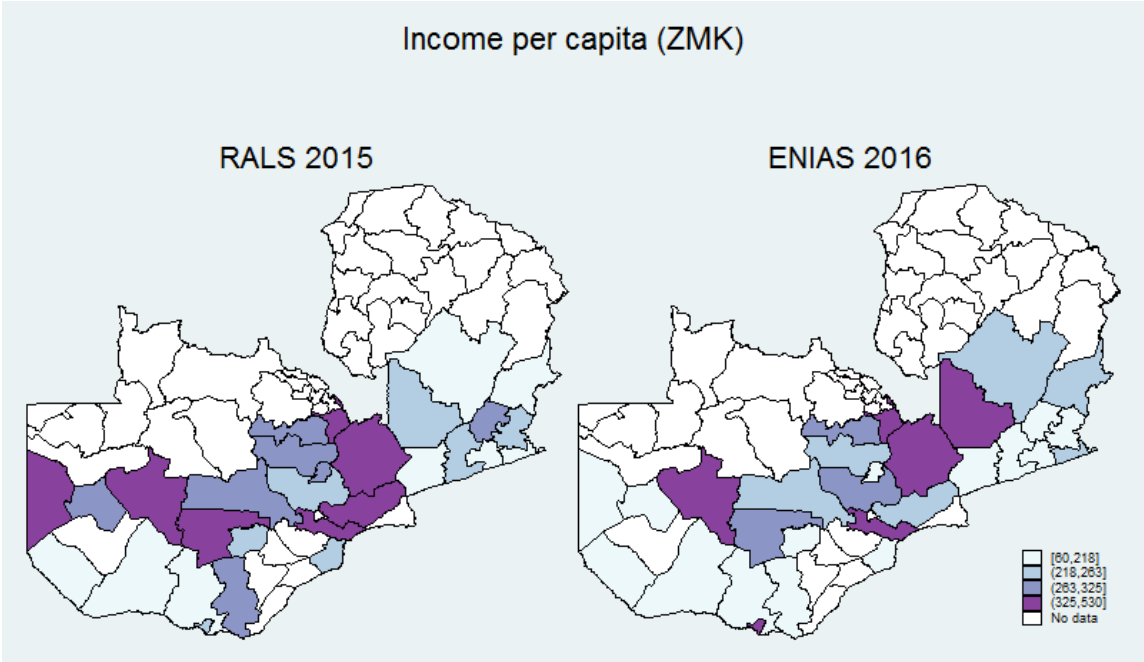 Income per capita (ZMK)
RALS 2015
ENIAS 2016
[60,218]
(218,263]
(263,325]
(325,530]
No data